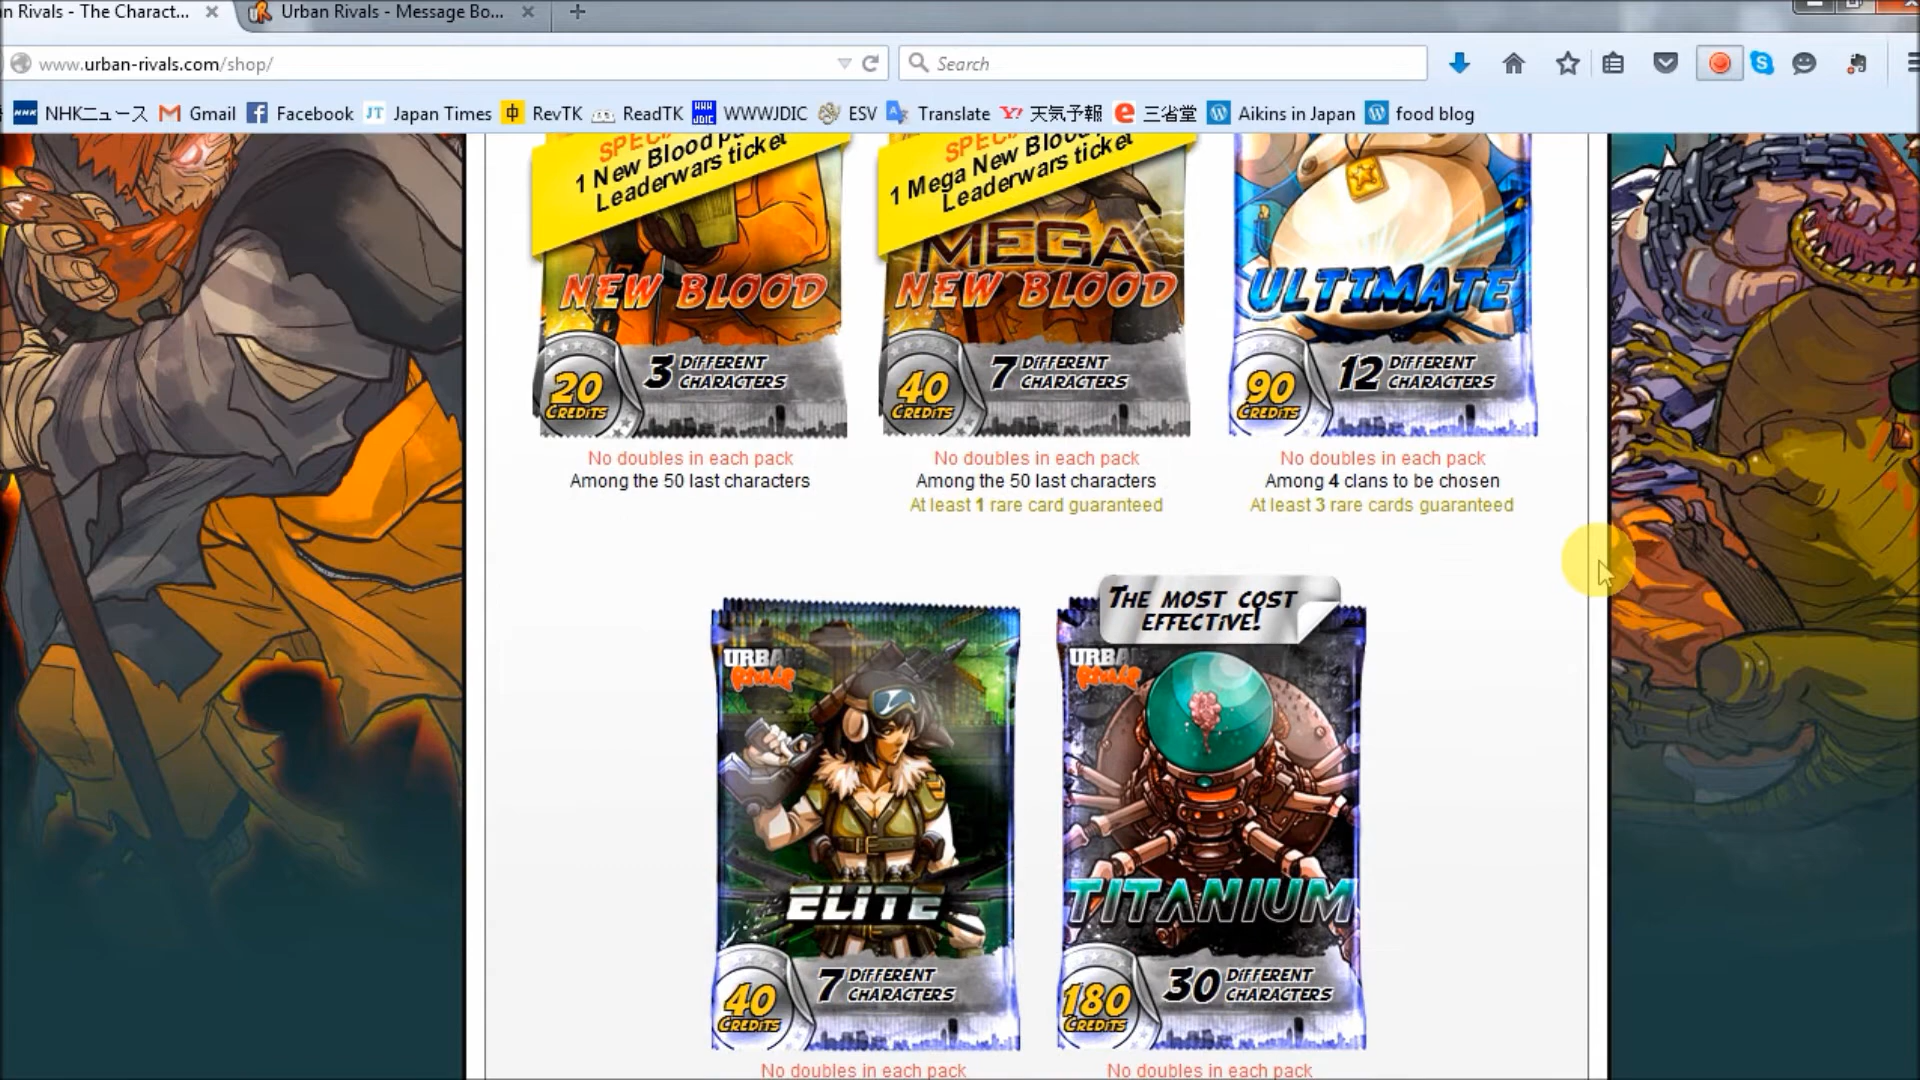 n Rivals - The Charact...
Urban Rivals - Message Bo...
www.urban-rivals.com/shop/
Search
NHKニュース Gmail Facebook JT Japan Times 中 RevTK ReadTK WWWJDIC ESV Translate 天気予報 三省堂 Aikins in Japan food blog
1 New Blood
Leaderwars ticket
1 Mega New Blood
Leaderwars ticket
NEW BLOOD
MEGA
NEW BLOOD
ULTIMATE
20
CREDITS
3 DIFFERENT
CHARACTERS
40
CREDITS
7 DIFFERENT
CHARACTERS
90
CREDITS
12 DIFFERENT
CHARACTERS
No doubles in each pack
Among the 50 last characters
No doubles in each pack
Among the 50 last characters
At least 1 rare card guaranteed
No doubles in each pack
Among 4 clans to be chosen
At least 3 rare cards guaranteed
THE MOST COST
EFFECTIVE!
URBAN
RIVALS
URBAN
RIVALS
ELITE
TITANIUM
40
CREDITS
7 DIFFERENT
CHARACTERS
180
CREDITS
30 DIFFERENT
CHARACTERS
No doubles in each pack
No doubles in each pack